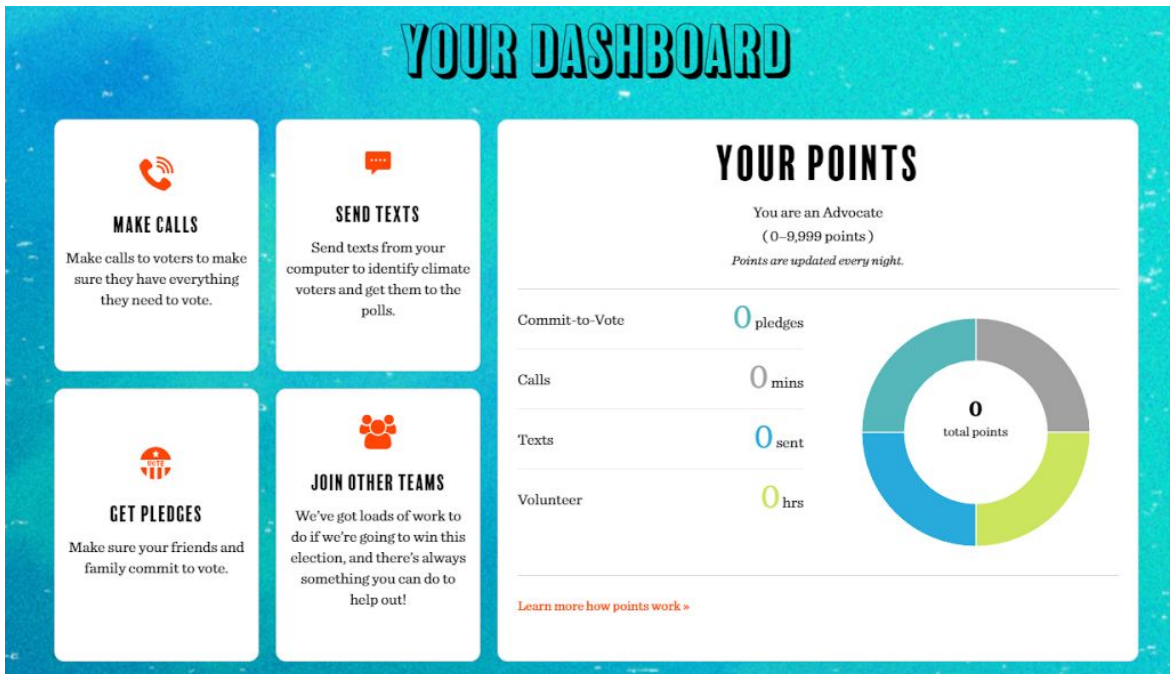 YOUR DASHBOARD
MAKE CALLS
Make calls to voters to make
sure they have everything
they need to vote.
SEND TEXTS
Send texts from your
computer to identify climate
voters and get them to the
polls.
VOTE
GET PLEDGES
Make sure your friends and
family commit to vote.
JOIN OTHER TEAMS
We've got loads of work to
do if we're going to win this
election, and there's always
something you can do to
help out!
YOUR POINTS
You are an Advocate
( 0–9,999 points )
Points are updated every night.
Commit-to-Vote 0 pledges
Calls 0 mins
Texts 0 sent
Volunteer 0 hrs
0
total points
Learn more how points work »